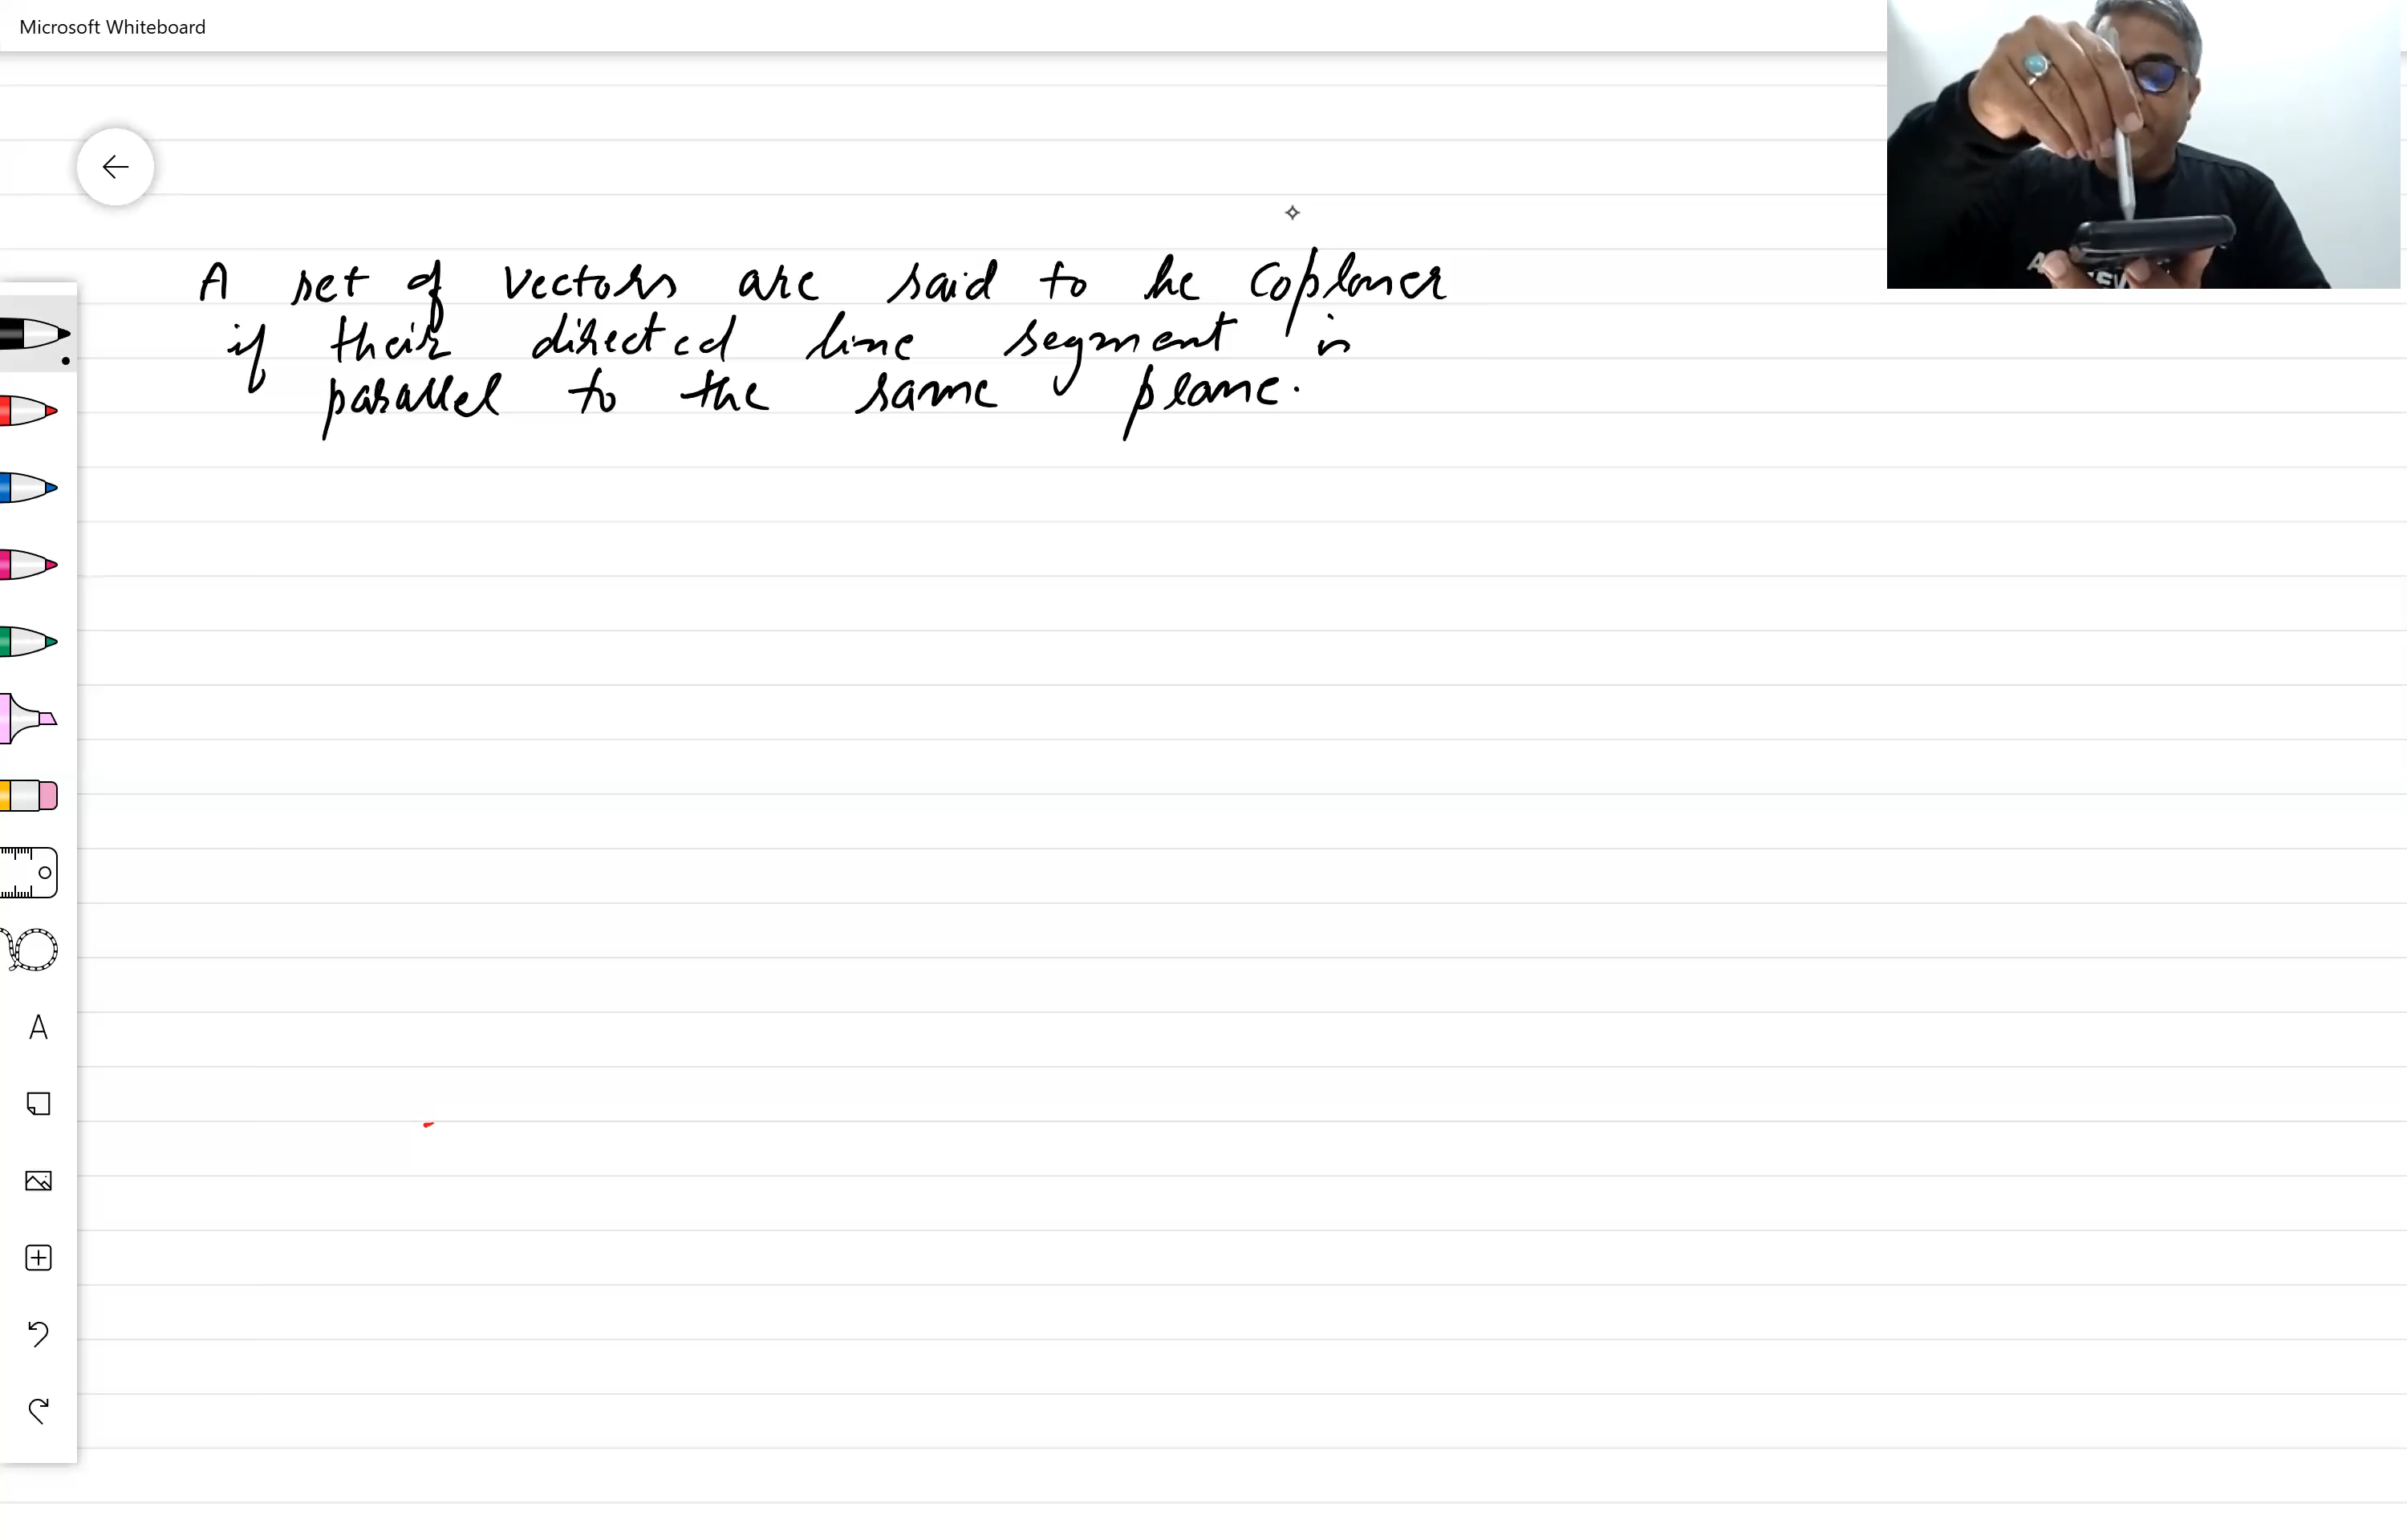 Microsoft Whiteboard
A set of vectors are said to be coplaner
if their directed line segment is
parallel to the same plane.
A